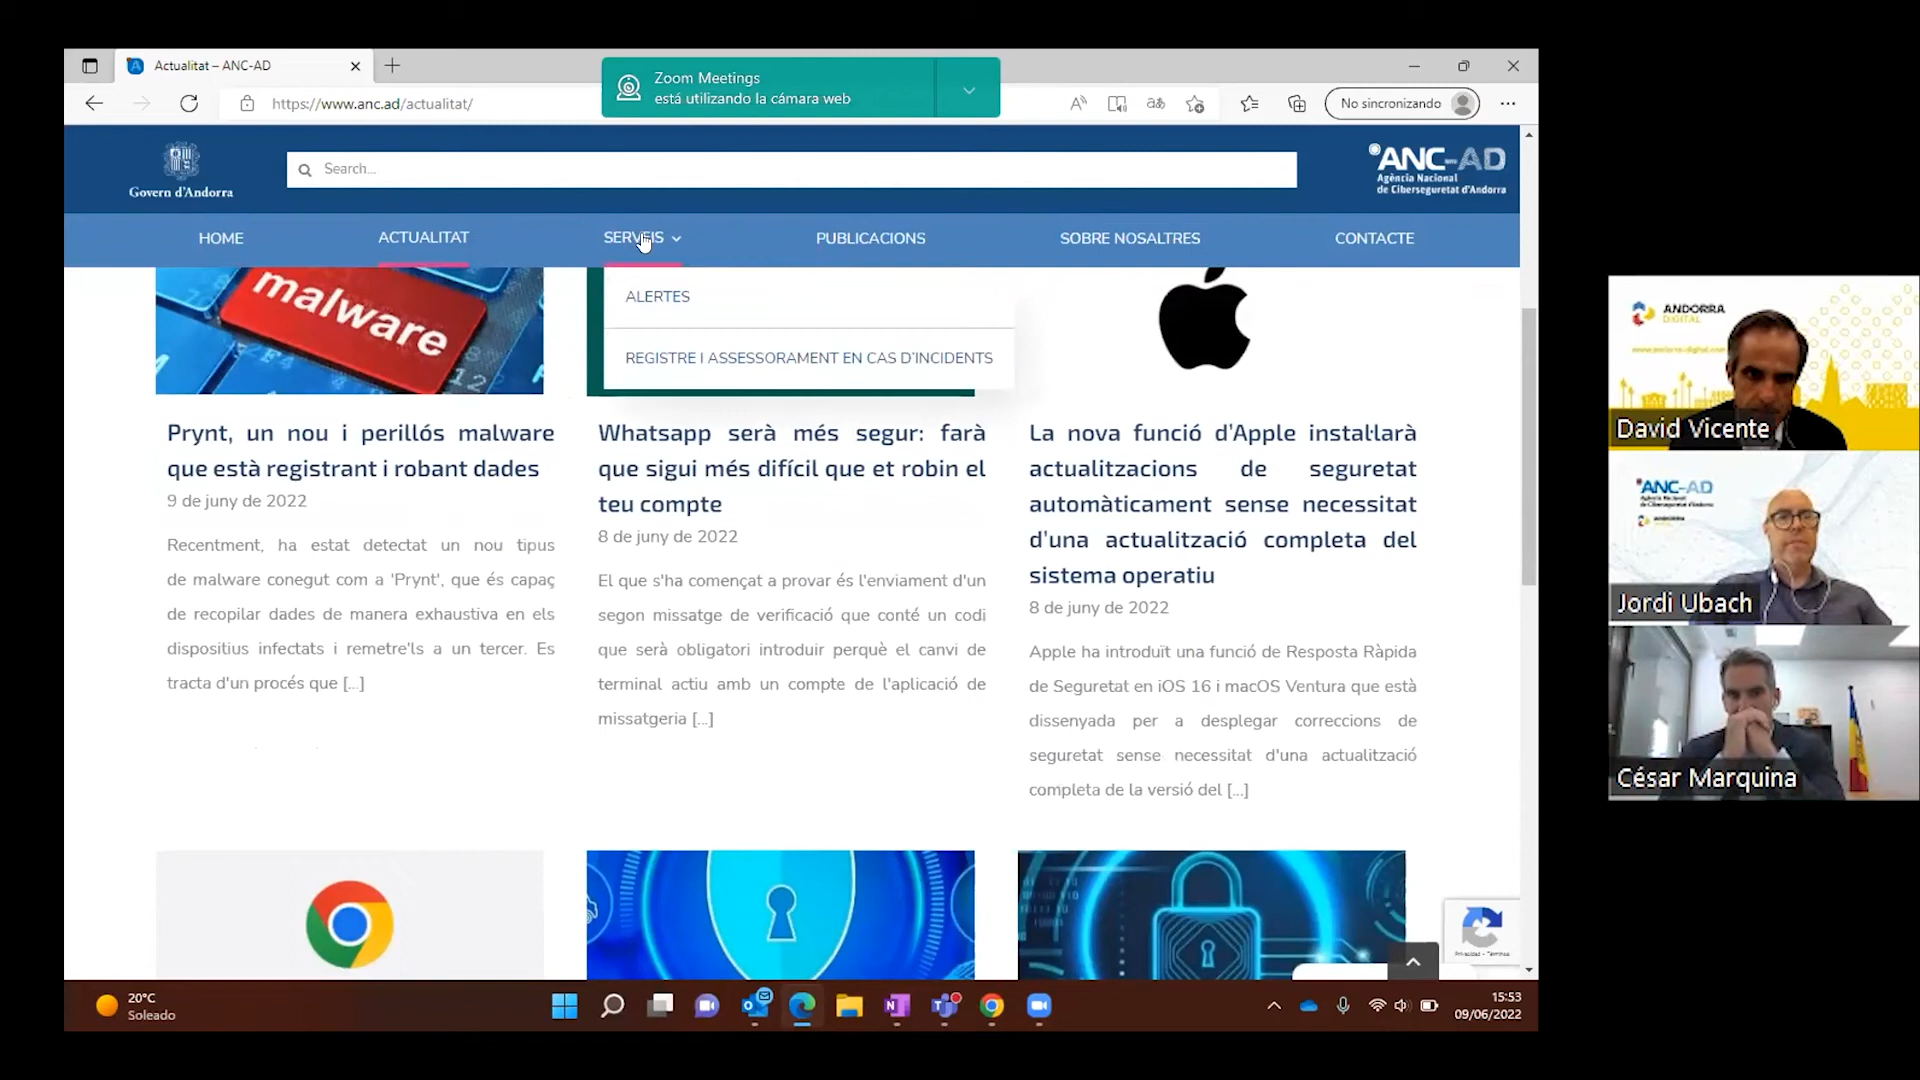 Actualitat – ANC-AD
Zoom Meetings
está utilizando la cámara web
https://www.anc.ad/actualitat/
No sincronizando
Govern d'Andorra
Search...
ANC-AD
Agència Nacional
de Ciberseguretat d'Andorra
HOME
ACTUALITAT
SERVEIS
PUBLICACIONS
SOBRE NOSALTRES
CONTACTE
malware
ALERTES
REGISTRE I ASSESSORAMENT EN CAS D'INCIDENTS
Prynt, un nou i perillós malware
que està registrant i robant dades
9 de juny de 2022
Recentment, ha estat detectat un nou tipus
de malware conegut com a 'Prynt', que és capaç
de recopilar dades de manera exhaustiva en els
dispositius infectats i remetre'ls a un tercer. Es
tracta d'un procés que [...]
Whatsapp serà més segur: farà
que sigui més difícil que et robin el
teu compte
8 de juny de 2022
El que s'ha començat a provar és l'enviament d'un
segon missatge de verificació que conté un codi
que serà obligatori introduir perquè el canvi de
terminal actiu amb un compte de l'aplicació de
missatgeria [...]
La nova funció d'Apple instal·larà
actualitzacions de seguretat
automàticament sense necessitat
d'una actualització completa del
sistema operatiu
8 de juny de 2022
Apple ha introduït una funció de Resposta Ràpida
de Seguretat en iOS 16 i macOS Ventura que està
dissenyada per a desplegar correccions de
seguretat sense necessitat d'una actualització
completa de la versió del [...]
Privacidad - Términos
20°C
Soleado
15:53
09/06/2022
ANDORRA
DIGITAL
David Vicente
ANC-AD
Jordi Ubach
César Marquina